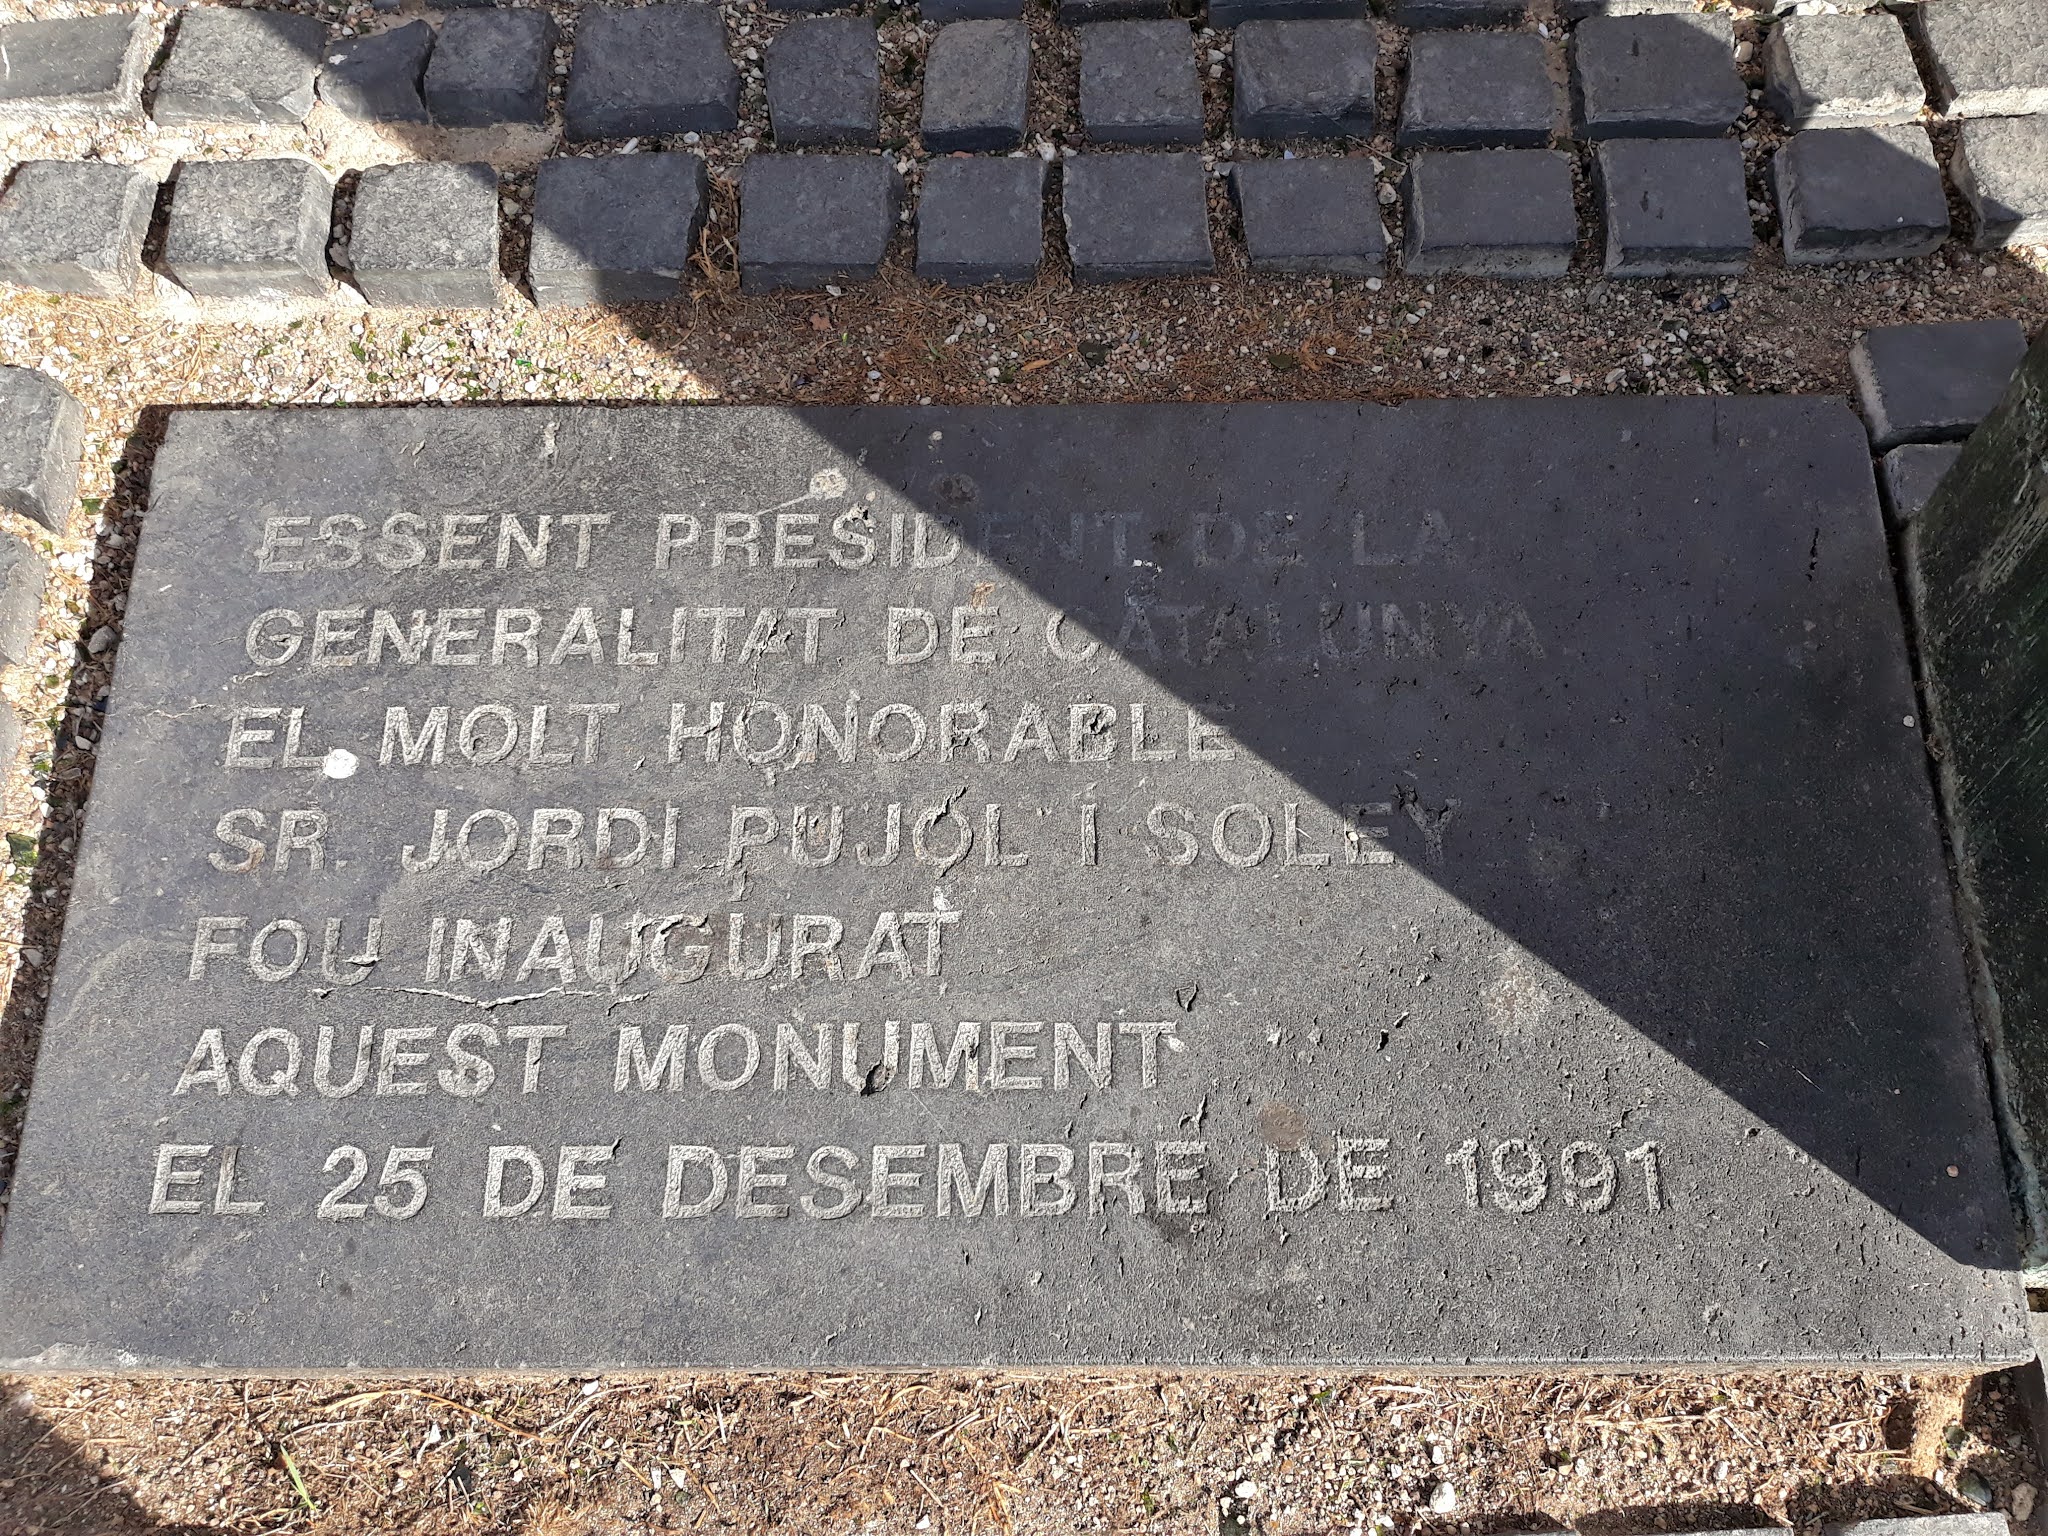 ESSENT PRESIDENT DE LA
GENERALITAT DE CATALUNYA
EL MOLT HONORABLE
SR. JORDI PUJOL I SOLEY
FOU INAUGURAT
AQUEST MONUMENT
EL 25 DE DESEMBRE DE 1991